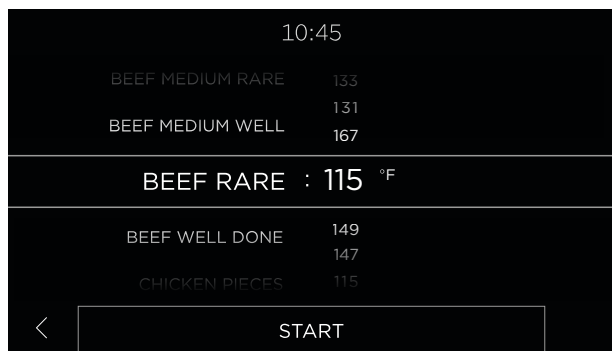 10:45
BEEF MEDIUM RARE 133
131
BEEF MEDIUM WELL 167
BEEF RARE : 115 °F
BEEF WELL DONE 149
147
CHICKEN PIECES 115
START